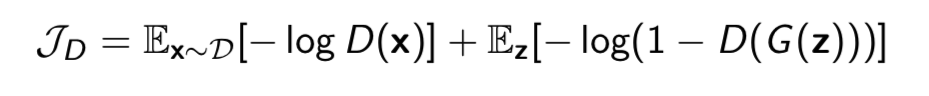 𝒥_D = 𝔼_{𝐱∼𝒟}[−log D(𝐱)] + 𝔼_𝐳[−log(1 − D(G(𝐳)))]